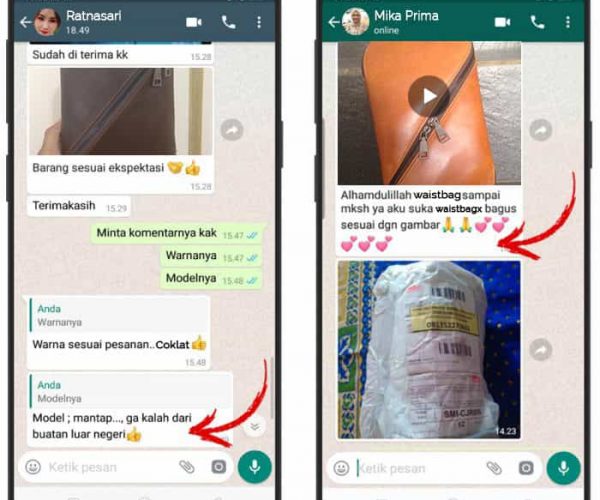 Ratnasari
18.49
Sudah di terima kk
15.28
Barang sesuai ekspektasi 🤝👍
15.28
Terimakasih 15.29
Minta komentarnya kak 15.47
Warnanya 15.47
Modelnya 15.48
Anda
Warnanya
Warna sesuai pesanan.. Coklat👍
15.49
Anda
Modelnya
Model ; mantap..., ga kalah dari
buatan luar negeri👍
Ketik pesan
Mika Prima
online
Alhamdulillah waistbag sampai
mksh ya aku suka waistbagx bagus
sesuai dgn gambar🙏🙏💕💕
💕💕💕💕
14.23
Ketik pesan